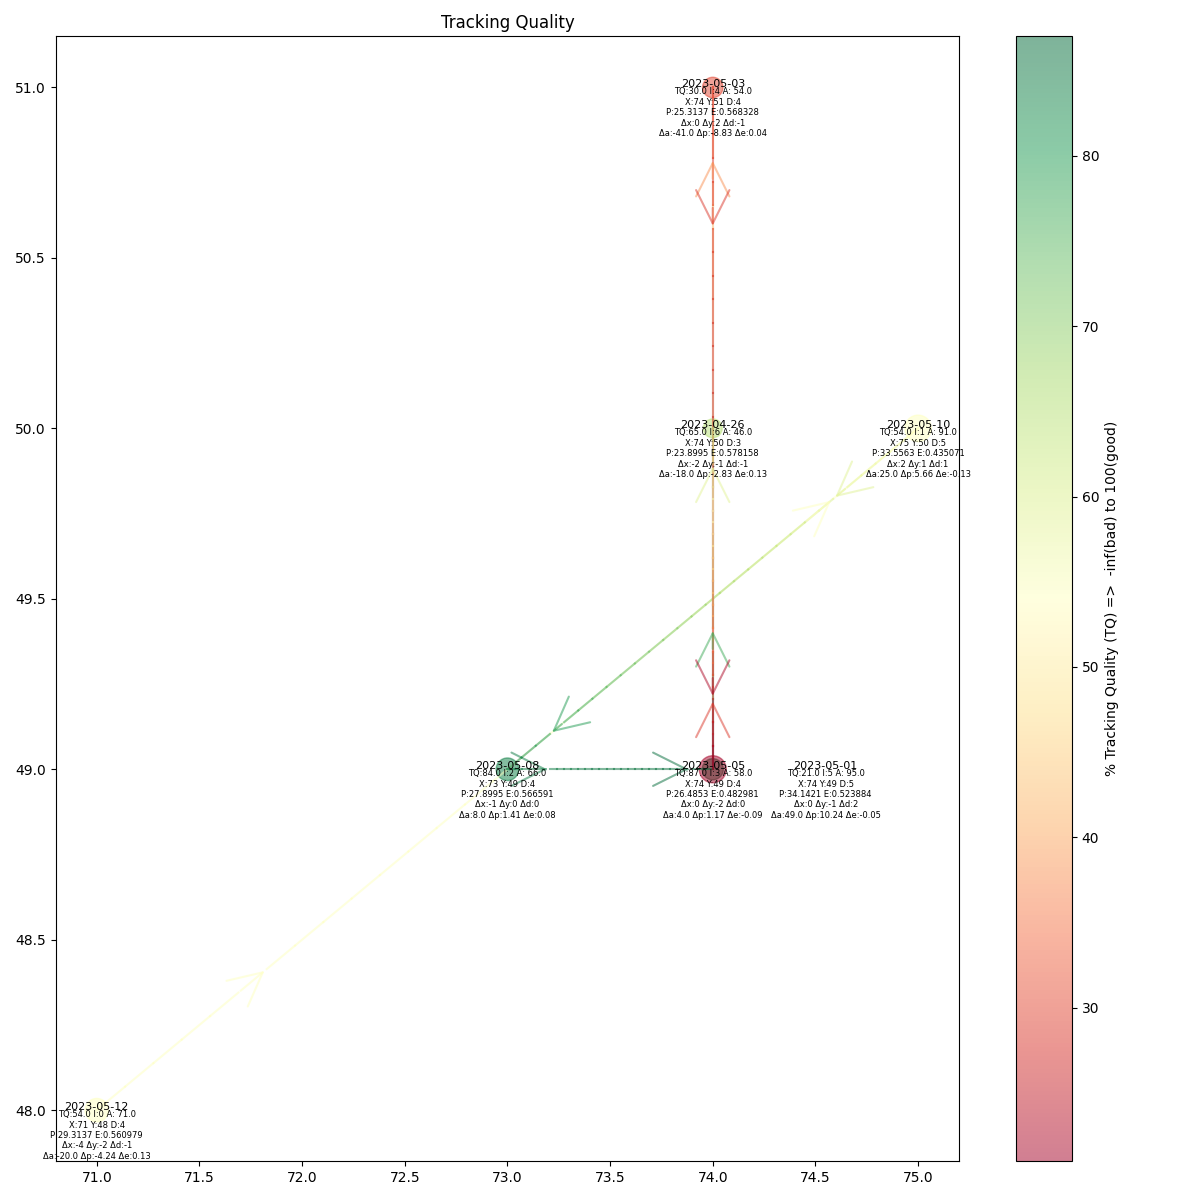 Tracking Quality
51.0
50.5
50.0
49.5
49.0
48.5
48.0
71.0
71.5
72.0
72.5
73.0
73.5
74.0
74.5
75.0
2023-05-03
TQ:30.0 I:4 A: 54.0
X:74 Y:51 D:4
P:25.3137 E:0.568328
Δx:0 Δy:2 Δd:-1
Δa:-41.0 Δp:-8.83 Δe:0.04
2023-04-26
TQ:65.0 I:6 A: 46.0
X:74 Y:50 D:3
P:23.8995 E:0.578158
Δx:-2 Δy:-1 Δd:-1
Δa:-18.0 Δp:-2.83 Δe:0.13
2023-05-10
TQ:54.0 I:1 A: 91.0
X:75 Y:50 D:5
P:33.5563 E:0.435071
Δx:2 Δy:1 Δd:1
Δa:25.0 Δp:5.66 Δe:-0.13
2023-05-08
TQ:84.0 I:2 A: 66.0
X:73 Y:49 D:4
P:27.8995 E:0.566591
Δx:-1 Δy:0 Δd:0
Δa:8.0 Δp:1.41 Δe:0.08
2023-05-05
TQ:87.0 I:3 A: 58.0
X:74 Y:49 D:4
P:26.4853 E:0.482981
Δx:0 Δy:-2 Δd:0
Δa:4.0 Δp:1.17 Δe:-0.09
2023-05-01
TQ:21.0 I:5 A: 95.0
X:74 Y:49 D:5
P:34.1421 E:0.523884
Δx:0 Δy:-1 Δd:2
Δa:49.0 Δp:10.24 Δe:-0.05
2023-05-12
TQ:54.0 I:0 A: 71.0
X:71 Y:48 D:4
P:29.3137 E:0.560979
Δx:-4 Δy:-2 Δd:-1
Δa:-20.0 Δp:-4.24 Δe:0.13
80
70
60
50
40
30
% Tracking Quality (TQ) => -inf(bad) to 100(good)